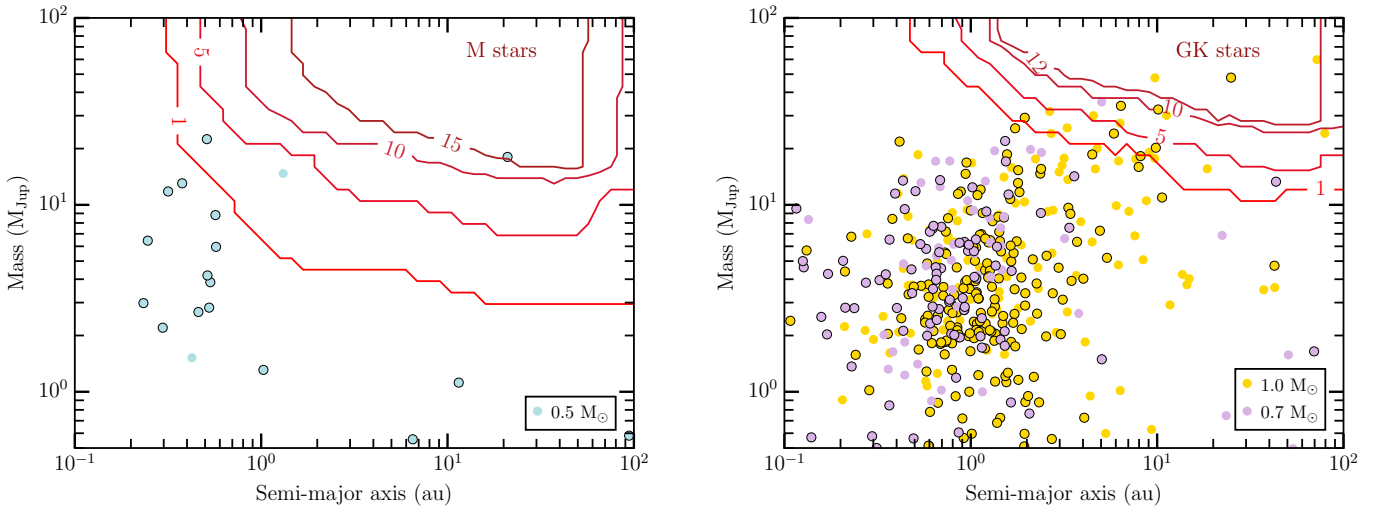 10² 10²
M stars GK stars
5 12
1 10
15 5
10 1
Mass (M_Jup) 10¹ Mass (M_Jup) 10¹
10⁰ 10⁰
0.5 M☉ 1.0 M☉
0.7 M☉
10⁻¹ 10⁰ 10¹ 10² 10⁻¹ 10⁰ 10¹ 10²
Semi-major axis (au) Semi-major axis (au)